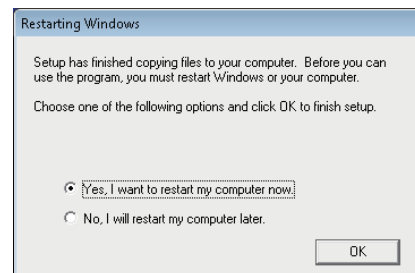 Restarting Windows
Setup has finished copying files to your computer. Before you can
use the program, you must restart Windows or your computer.
Choose one of the following options and click OK to finish setup.
Yes, I want to restart my computer now.
No, I will restart my computer later.
OK